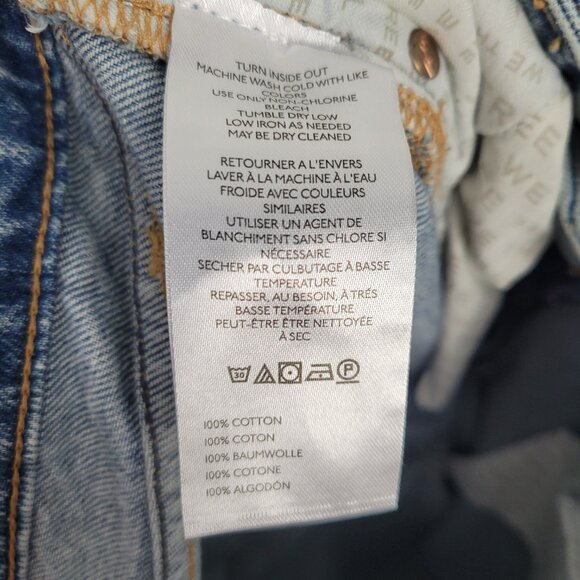 TURN INSIDE OUT
MACHINE WASH COLD WITH LIKE
COLORS
USE ONLY NON-CHLORINE
BLEACH
TUMBLE DRY LOW
LOW IRON AS NEEDED
MAY BE DRY CLEANED
RETOURNER A L'ENVERS
LAVER À LA MACHINE À L'EAU
FROIDE AVEC COULEURS
SIMILAIRES
UTILISER UN AGENT DE
BLANCHIMENT SANS CHLORE SI
NÉCESSAIRE
SECHER PAR CULBUTAGE À BASSE
TEMPERATURE
REPASSER, AU BESOIN, À TRÉS
BASSE TEMPÉRATURE
PEUT-ÊTRE ÊTRE NETTOYÉE
À SEC
30
P
100% COTTON
100% COTON
100% BAUMWOLLE
100% COTONE
100% ALGODÓN